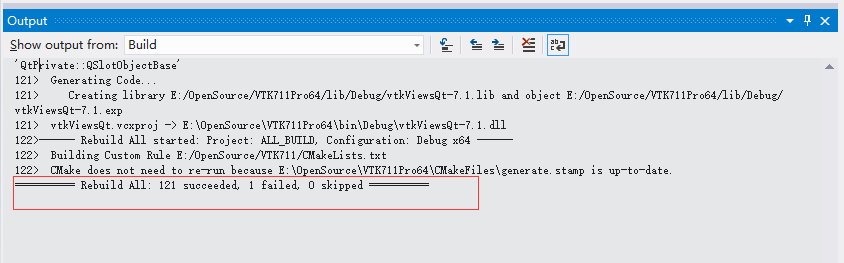 Output
Show output from: Build
'QtPrivate::QSlotObjectBase'
121>  Generating Code...
121>     Creating library E:/OpenSource/VTK711Pro64/lib/Debug/vtkViewsQt-7.1.lib and object E:/OpenSource/VTK711Pro64/lib/Debug/
vtkViewsQt-7.1.exp
121>  vtkViewsQt.vcxproj -> E:\OpenSource\VTK711Pro64\bin\Debug\vtkViewsQt-7.1.dll
122>------ Rebuild All started: Project: ALL_BUILD, Configuration: Debug x64 ------
122>  Building Custom Rule E:/OpenSource/VTK711/CMakeLists.txt
122>  CMake does not need to re-run because E:\OpenSource\VTK711Pro64\CMakeFiles\generate.stamp is up-to-date.
========== Rebuild All: 121 succeeded, 1 failed, 0 skipped ==========